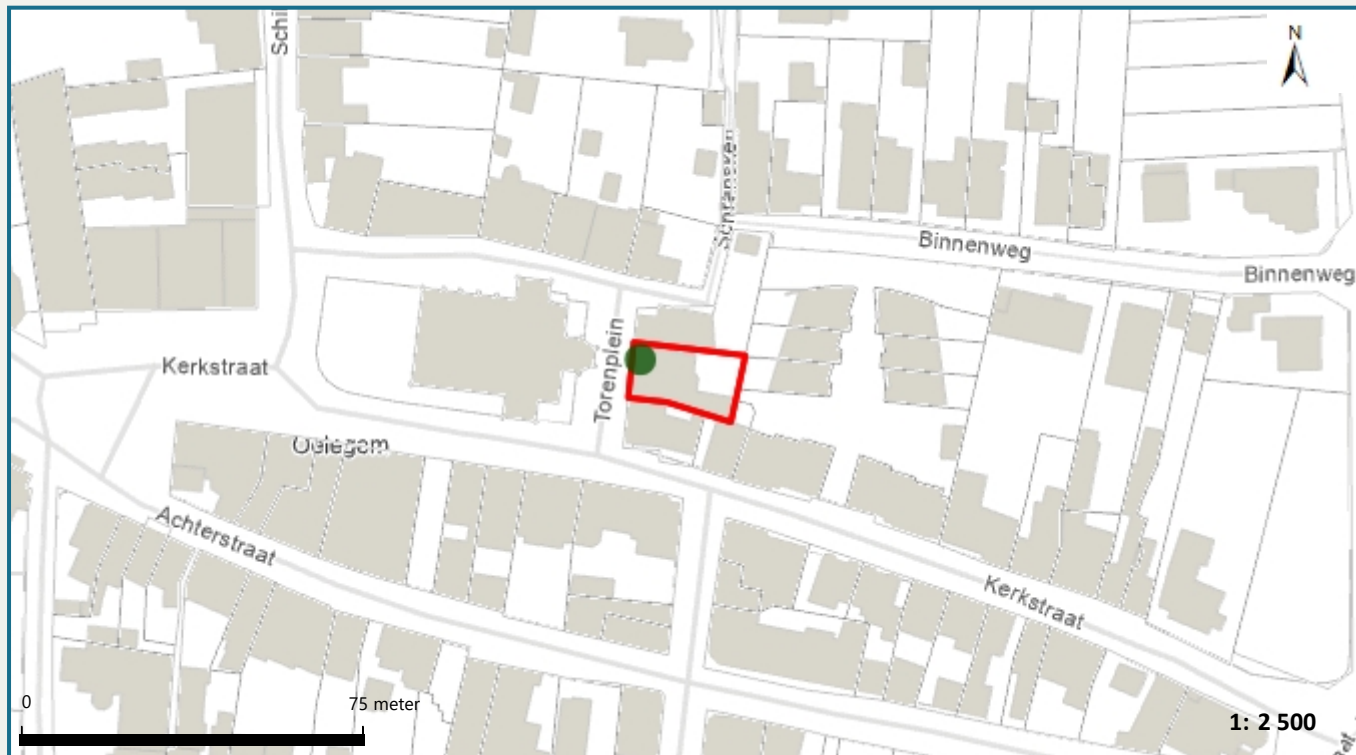 N
Binnenweg
Binnenweg
Torenplein
Kerkstraat
Oelegem
Achterstraat
Kerkstraat
0
75 meter
1: 2 500